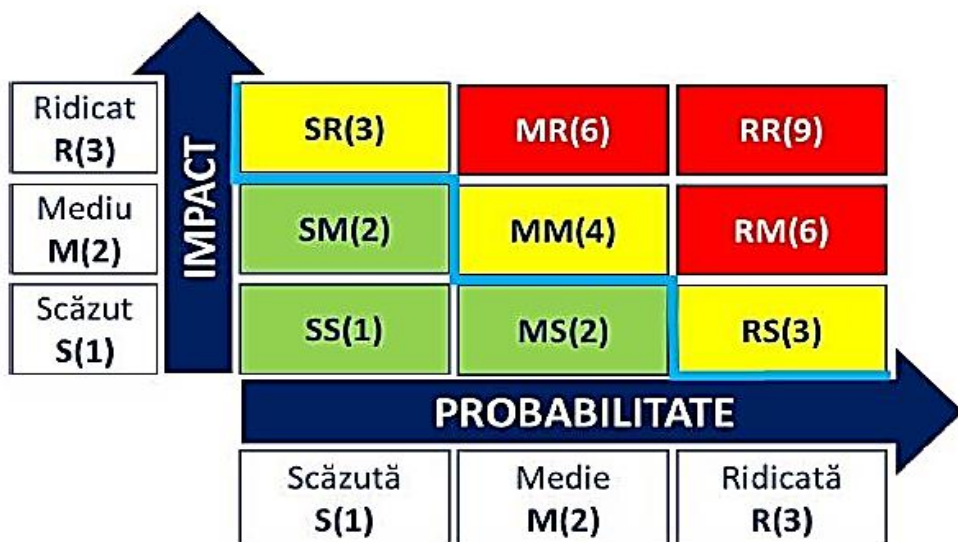 Ridicat
R(3)
Mediu
M(2)
Scăzut
S(1)
IMPACT
SR(3) MR(6) RR(9)
SM(2) MM(4) RM(6)
SS(1) MS(2) RS(3)
PROBABILITATE
Scăzută Medie Ridicată
S(1) M(2) R(3)